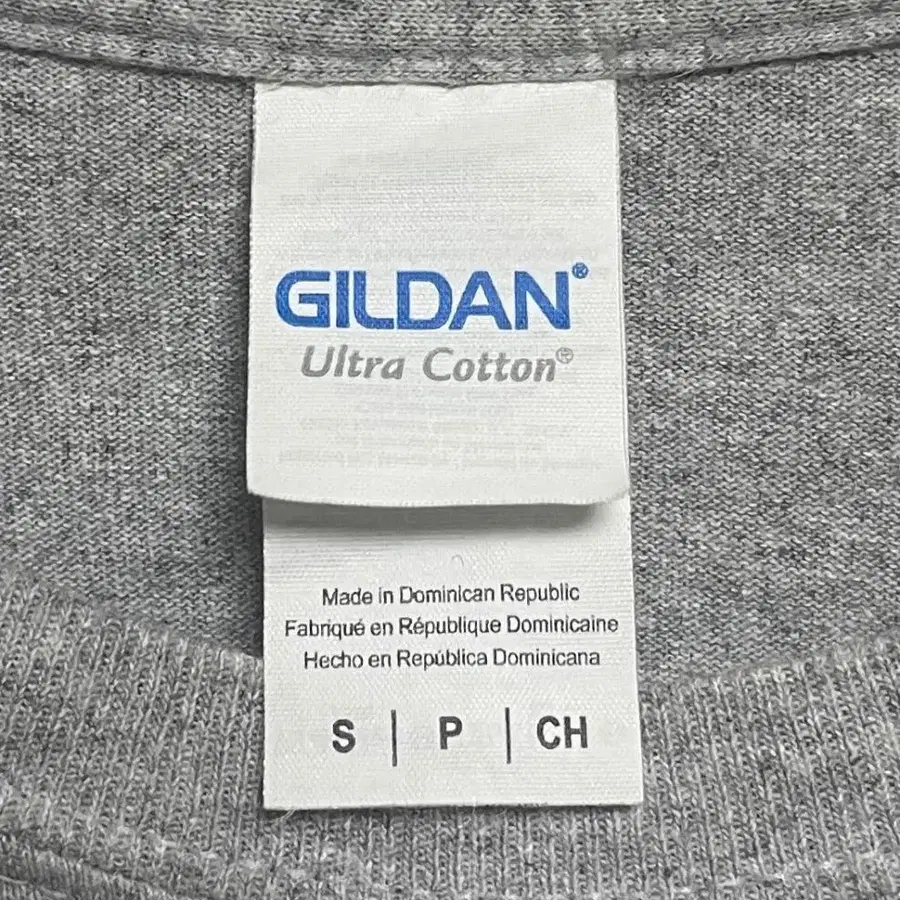 GILDAN®
Ultra Cotton®
Made in Dominican Republic
Fabriqué en République Dominicaine
Hecho en República Dominicana
S | P | CH